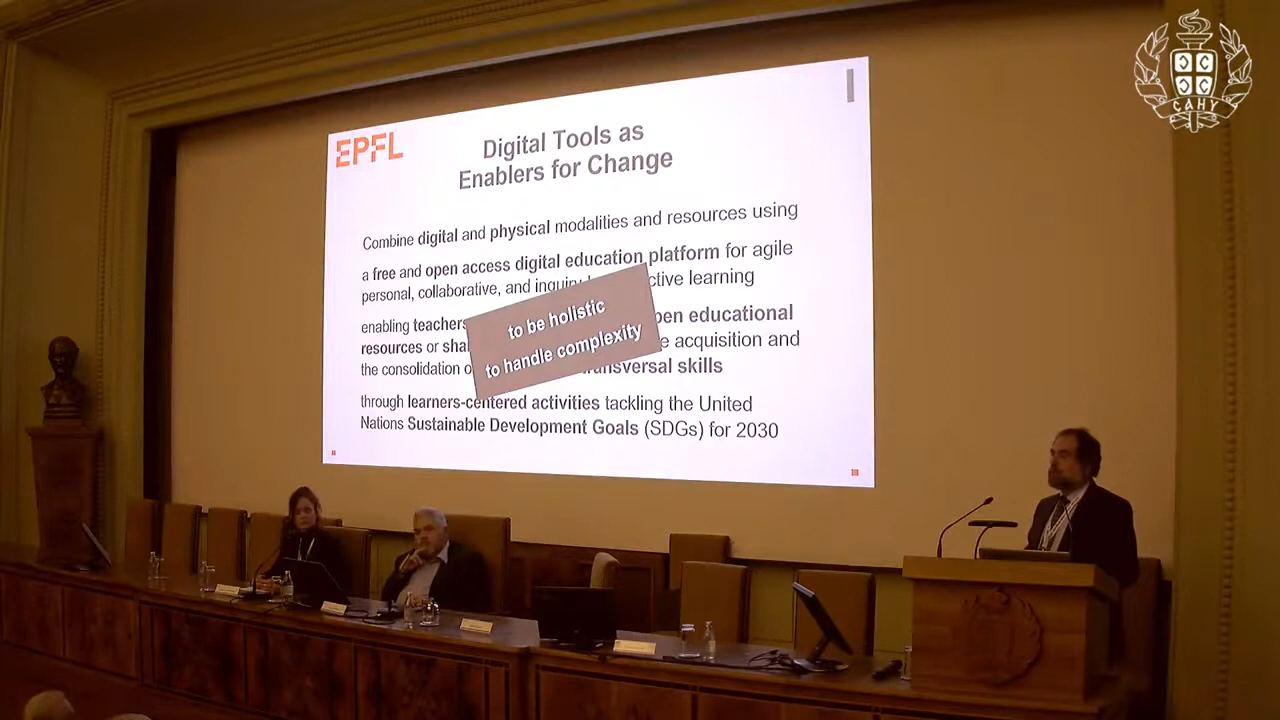 EPFL
Digital Tools as
Enablers for Change
Combine digital and physical modalities and resources using
a free and open access digital education platform for agile
personal, collaborative, and inquiry ctive learning
enabling teachers pen educational
resources or sha e acquisition and
the consolidation o ansversal skills
through learners-centered activities tackling the United
Nations Sustainable Development Goals (SDGs) for 2030
to be holistic
to handle complexity
САНУ